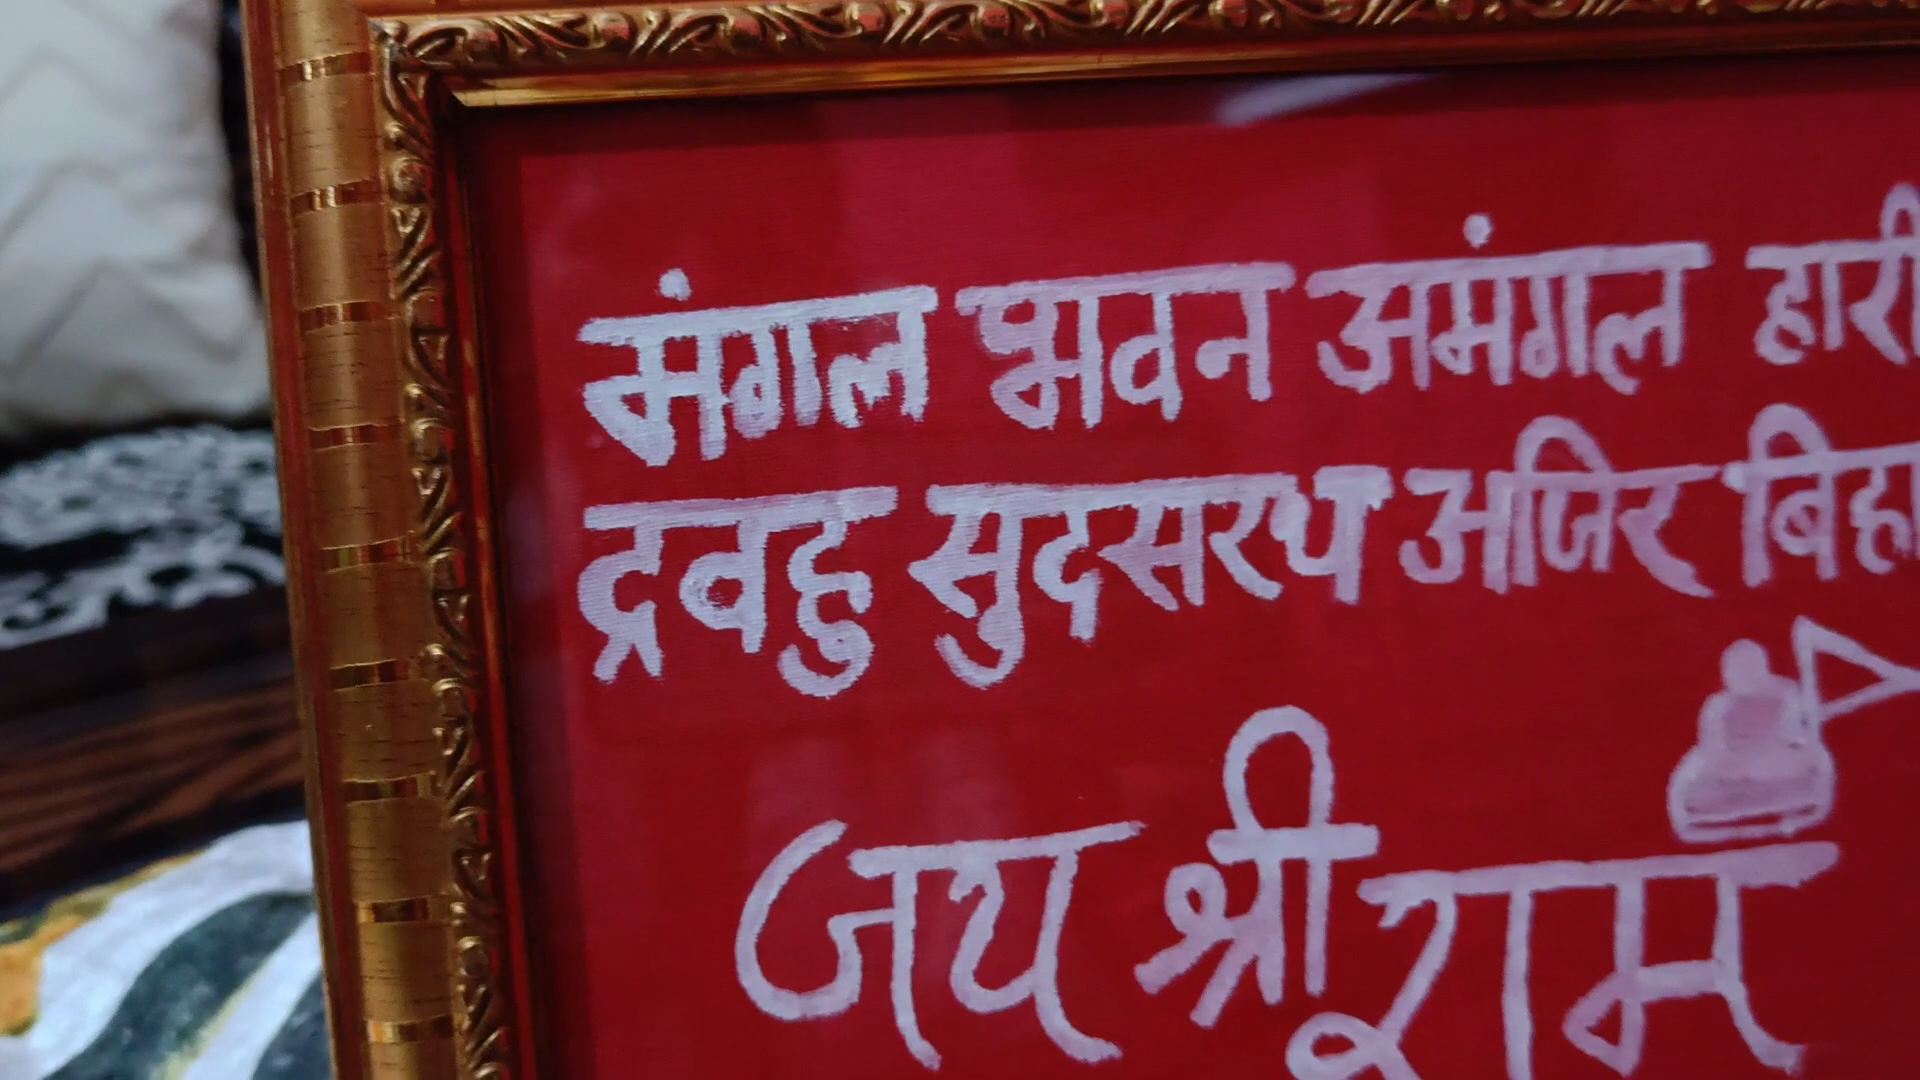 मंगल भवन अमंगल हारी
द्रवहु सुदसरथ अजिर बिहा
जय श्री राम